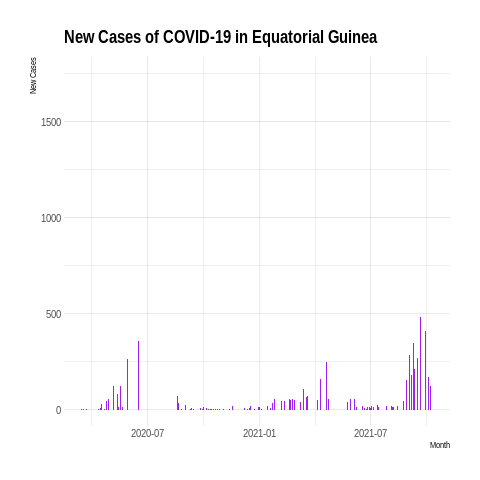 New Cases of COVID-19 in Equatorial Guinea
New Cases
1500
1000
500
0
2020-07
2021-01
2021-07
Month